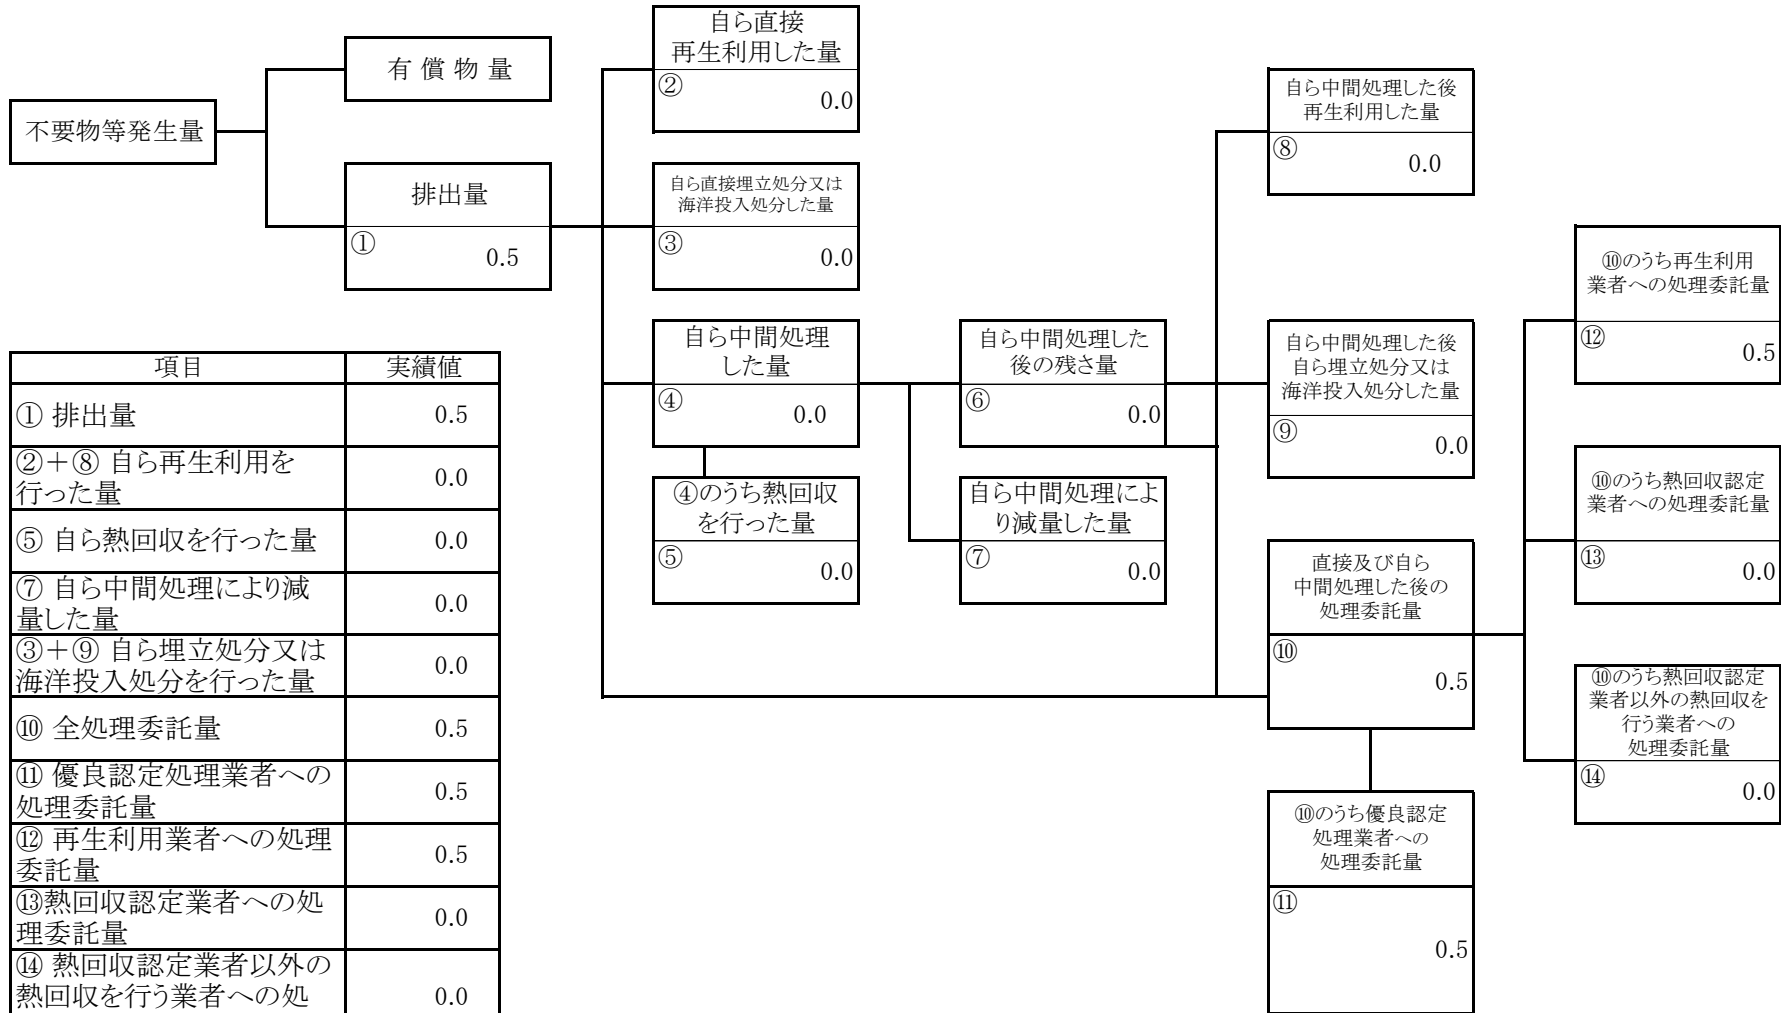 不要物等発生量
有 償 物 量
排出量
①
0.5
自ら直接
再生利用した量
②
0.0
自ら直接埋立処分又は
海洋投入処分した量
③
0.0
自ら中間処理
した量
④
0.0
④のうち熱回収
を行った量
⑤
0.0
自ら中間処理した
後の残さ量
⑥
0.0
自ら中間処理によ
り減量した量
⑦
0.0
自ら中間処理した後
再生利用した量
⑧
0.0
自ら中間処理した後
自ら埋立処分又は
海洋投入処分した量
⑨
0.0
直接及び自ら
中間処理した後の
処理委託量
⑩
0.5
⑩のうち優良認定
処理業者への
処理委託量
⑪
0.5
⑩のうち再生利用
業者への処理委託量
⑫
0.5
⑩のうち熱回収認定
業者への処理委託量
⑬
0.0
⑩のうち熱回収認定
業者以外の熱回収を
行う業者への
処理委託量
⑭
0.0
項目 実績値
① 排出量 0.5
②＋⑧ 自ら再生利用を
行った量 0.0
⑤ 自ら熱回収を行った量 0.0
⑦ 自ら中間処理により減
量した量 0.0
③＋⑨ 自ら埋立処分又は
海洋投入処分を行った量 0.0
⑩ 全処理委託量 0.5
⑪ 優良認定処理業者への
処理委託量 0.5
⑫ 再生利用業者への処理
委託量 0.5
⑬熱回収認定業者への処
理委託量 0.0
⑭ 熱回収認定業者以外の
熱回収を行う業者への処 0.0